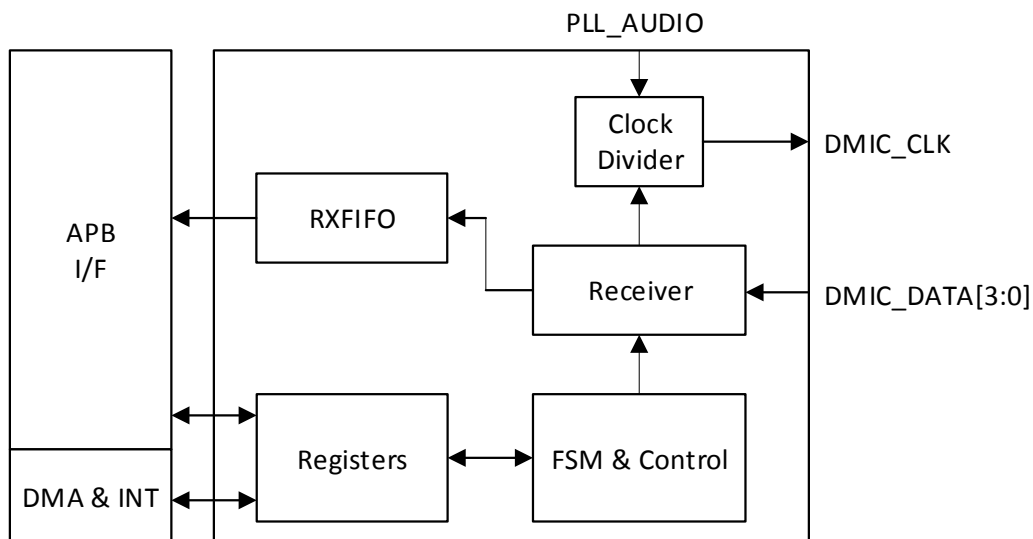 PLL_AUDIO
Clock
Divider
DMIC_CLK
RXFIFO
APB
I/F
Receiver
DMIC_DATA[3:0]
Registers
FSM & Control
DMA & INT